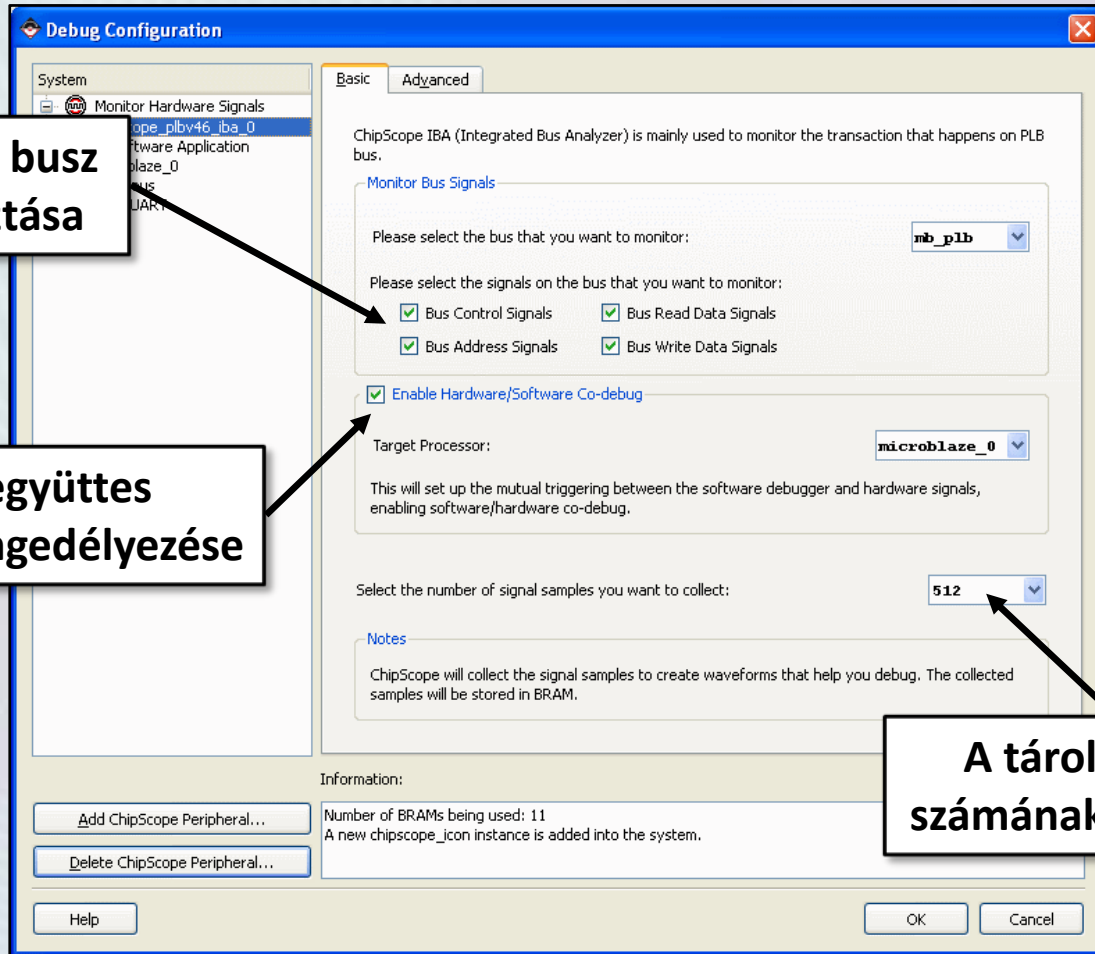 Debug Configuration
System
Monitor Hardware Signals
ope_plbv46_iba_0
tware Application
laze_0
us
UART
busz
tása
együttes
gedélyezése
Basic
Advanced
ChipScope IBA (Integrated Bus Analyzer) is mainly used to monitor the transaction that happens on PLB
bus.
Monitor Bus Signals
Please select the bus that you want to monitor:
mb_plb
Please select the signals on the bus that you want to monitor:
Bus Control Signals
Bus Read Data Signals
Bus Address Signals
Bus Write Data Signals
Enable Hardware/Software Co-debug
Target Processor:
microblaze_0
This will set up the mutual triggering between the software debugger and hardware signals,
enabling software/hardware co-debug.
Select the number of signal samples you want to collect:
512
Notes
ChipScope will collect the signal samples to create waveforms that help you debug. The collected
samples will be stored in BRAM.
A tárol
számának
Information:
Number of BRAMs being used: 11
A new chipscope_icon instance is added into the system.
Add ChipScope Peripheral...
Delete ChipScope Peripheral...
Help
OK
Cancel